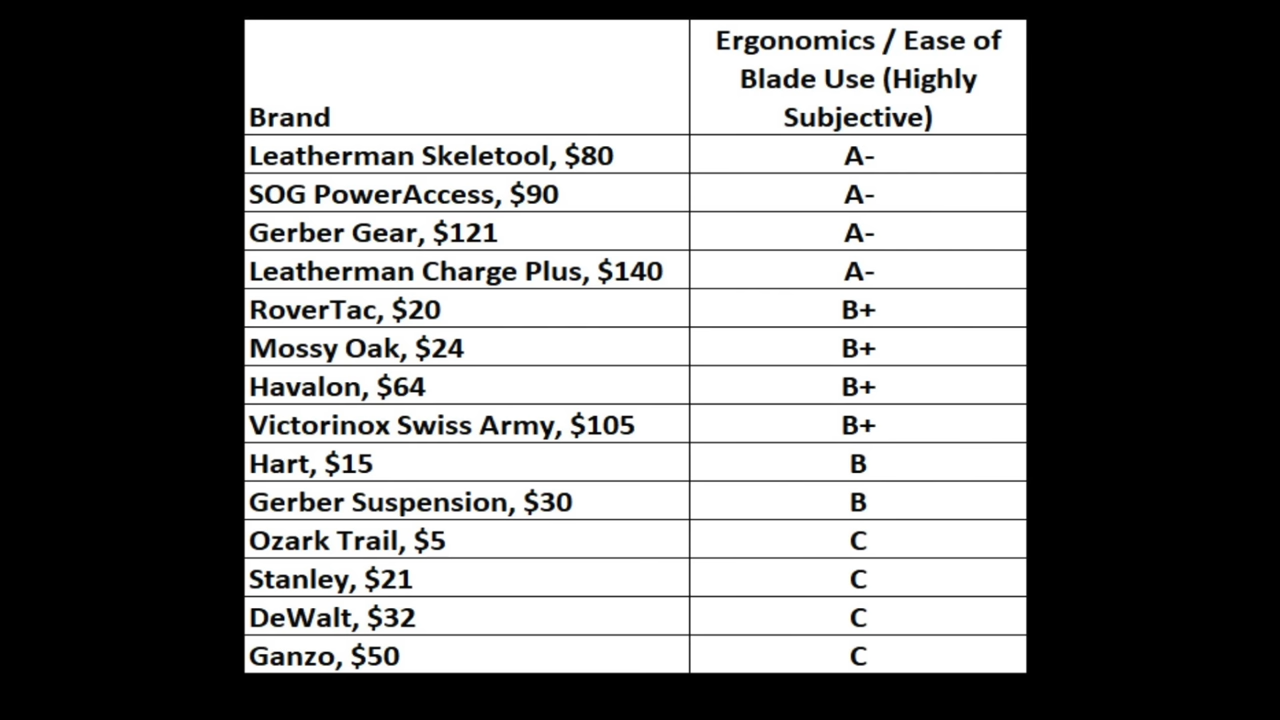 Brand
Ergonomics / Ease of
Blade Use (Highly
Subjective)
Leatherman Skeletool, $80 A-
SOG PowerAccess, $90 A-
Gerber Gear, $121 A-
Leatherman Charge Plus, $140 A-
RoverTac, $20 B+
Mossy Oak, $24 B+
Havalon, $64 B+
Victorinox Swiss Army, $105 B+
Hart, $15 B
Gerber Suspension, $30 B
Ozark Trail, $5 C
Stanley, $21 C
DeWalt, $32 C
Ganzo, $50 C